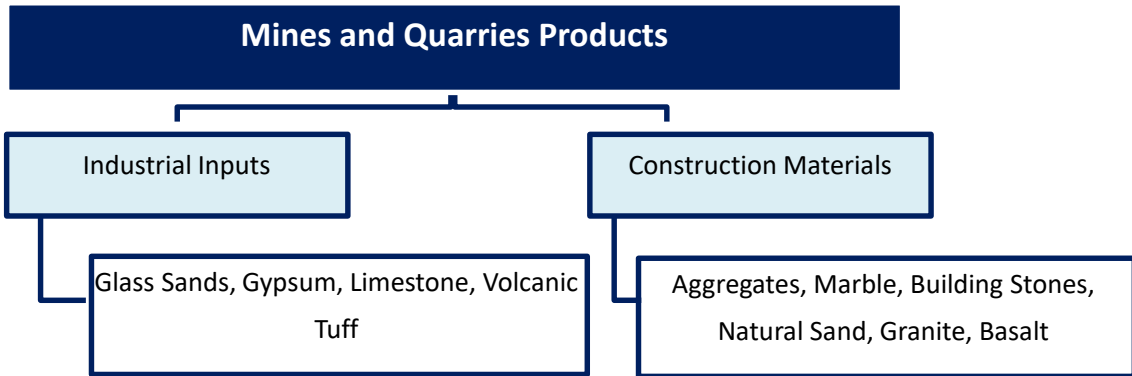 Mines and Quarries Products
Industrial Inputs
Construction Materials
Glass Sands, Gypsum, Limestone, Volcanic
Tuff
Aggregates, Marble, Building Stones,
Natural Sand, Granite, Basalt